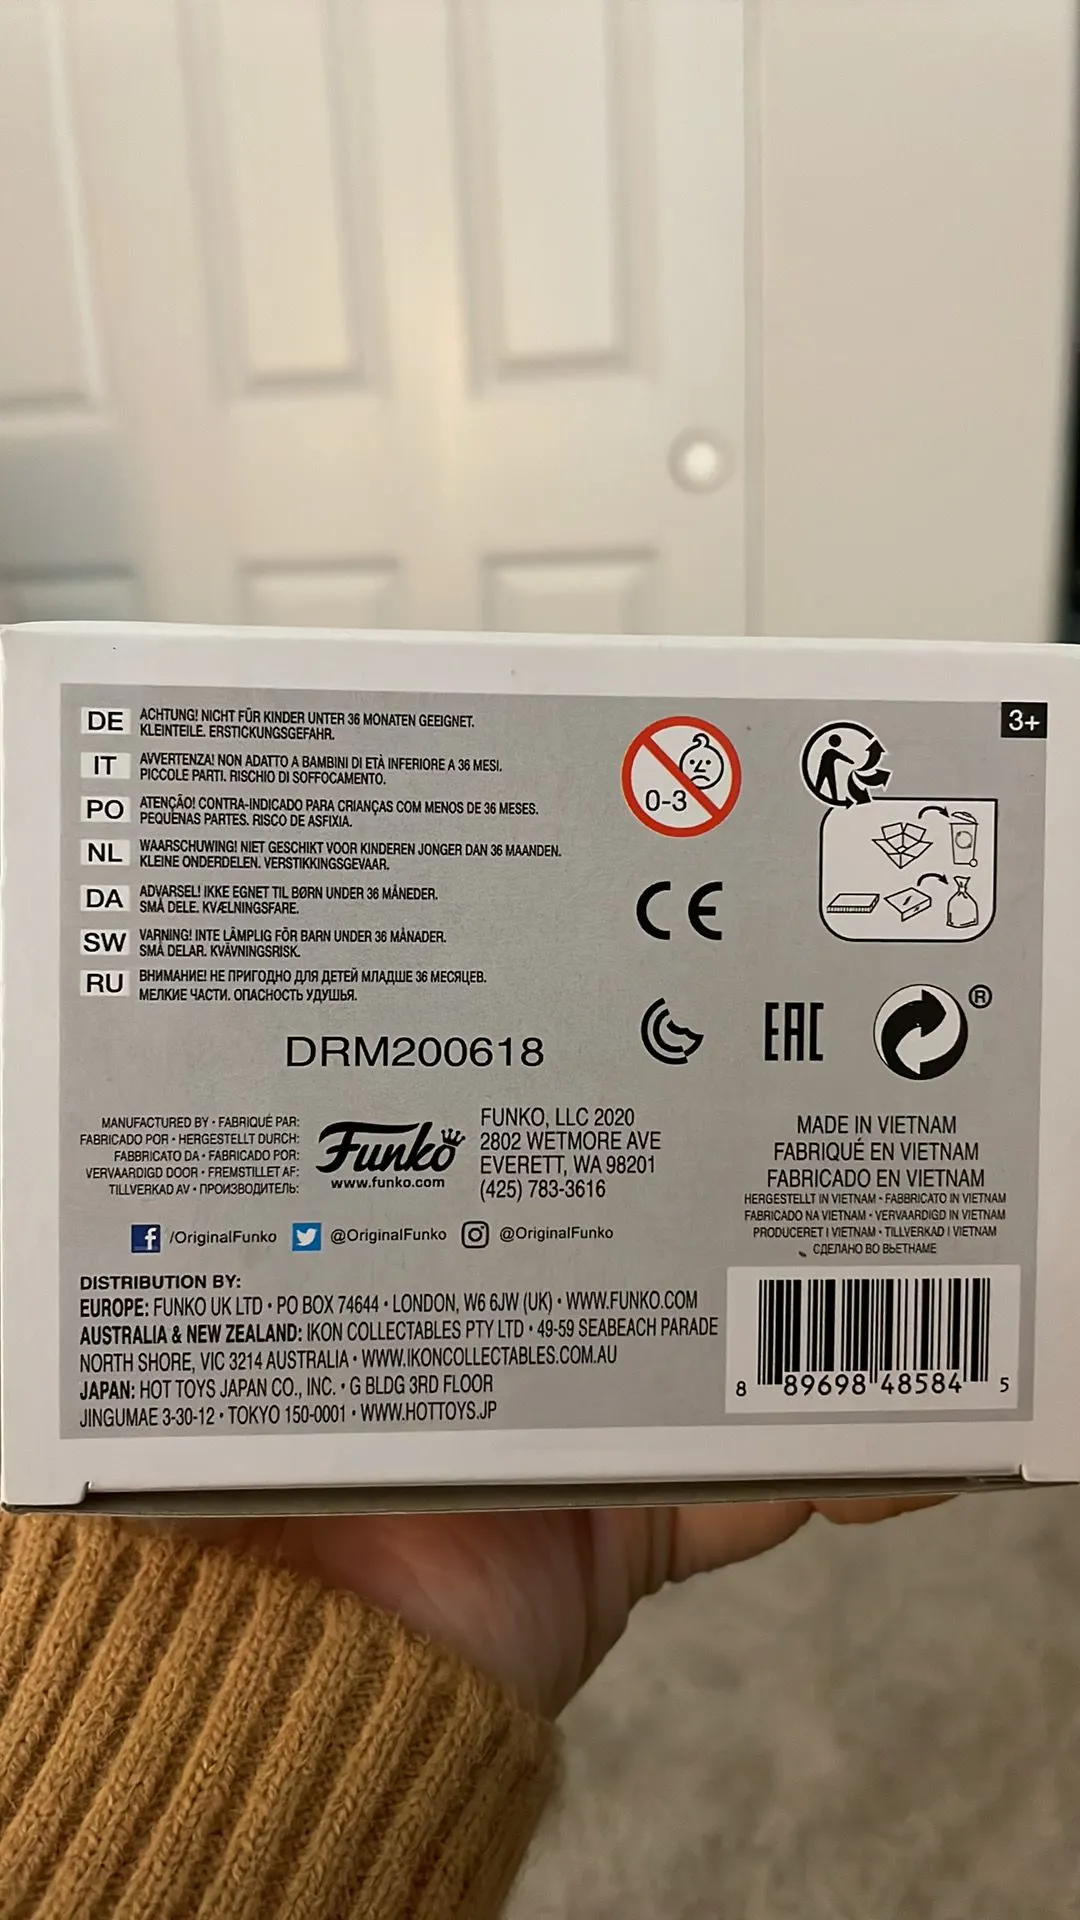 DE ACHTUNG! NICHT FÜR KINDER UNTER 36 MONATEN GEEIGNET.
KLEINTEILE. ERSTICKUNGSGEFAHR.
IT AVVERTENZA! NON ADATTO A BAMBINI DI ETÀ INFERIORE A 36 MESI.
PICCOLE PARTI. RISCHIO DI SOFFOCAMENTO.
PO ATENÇÃO! CONTRA-INDICADO PARA CRIANÇAS COM MENOS DE 36 MESES.
PEQUENAS PARTES. RISCO DE ASFIXIA.
NL WAARSCHUWING! NIET GESCHIKT VOOR KINDEREN JONGER DAN 36 MAANDEN.
KLEINE ONDERDELEN. VERSTIKKINGSGEVAAR.
DA ADVARSEL! IKKE EGNET TIL BØRN UNDER 36 MÅNEDER.
SMÅ DELE. KVÆLNINGSFARE.
SW VARNING! INTE LÄMPLIG FÖR BARN UNDER 36 MÅNADER.
SMÅ DELAR. KVÄVNINGSRISK.
RU ВНИМАНИЕ! НЕ ПРИГОДНО ДЛЯ ДЕТЕЙ МЛАДШЕ 36 МЕСЯЦЕВ.
МЕЛКИЕ ЧАСТИ. ОПАСНОСТЬ УДУШЬЯ.
0-3
3+
CE
EAC
®
DRM200618
MANUFACTURED BY • FABRIQUÉ PAR:
FABRICADO POR • HERGESTELLT DURCH:
FABBRICATO DA • FABRICADO POR:
VERVAARDIGD DOOR • FREMSTILLET AF:
TILLVERKAD AV • ПРОИЗВОДИТЕЛЬ:
Funko
www.funko.com
FUNKO, LLC 2020
2802 WETMORE AVE
EVERETT, WA 98201
(425) 783-3616
MADE IN VIETNAM
FABRIQUÉ EN VIETNAM
FABRICADO EN VIETNAM
HERGESTELLT IN VIETNAM • FABBRICATO IN VIETNAM
FABRICADO NA VIETNAM • VERVAARDIGD IN VIETNAM
PRODUCERET I VIETNAM • TILLVERKAD I VIETNAM
СДЕЛАНО ВО ВЬЕТНАМЕ
/OriginalFunko @OriginalFunko @OriginalFunko
DISTRIBUTION BY:
EUROPE: FUNKO UK LTD • PO BOX 74644 • LONDON, W6 6JW (UK) • WWW.FUNKO.COM
AUSTRALIA & NEW ZEALAND: IKON COLLECTABLES PTY LTD • 49-59 SEABEACH PARADE
NORTH SHORE, VIC 3214 AUSTRALIA • WWW.IKONCOLLECTABLES.COM.AU
JAPAN: HOT TOYS JAPAN CO., INC. • G BLDG 3RD FLOOR
JINGUMAE 3-30-12 • TOKYO 150-0001 • WWW.HOTTOYS.JP
8 89698 48584 5